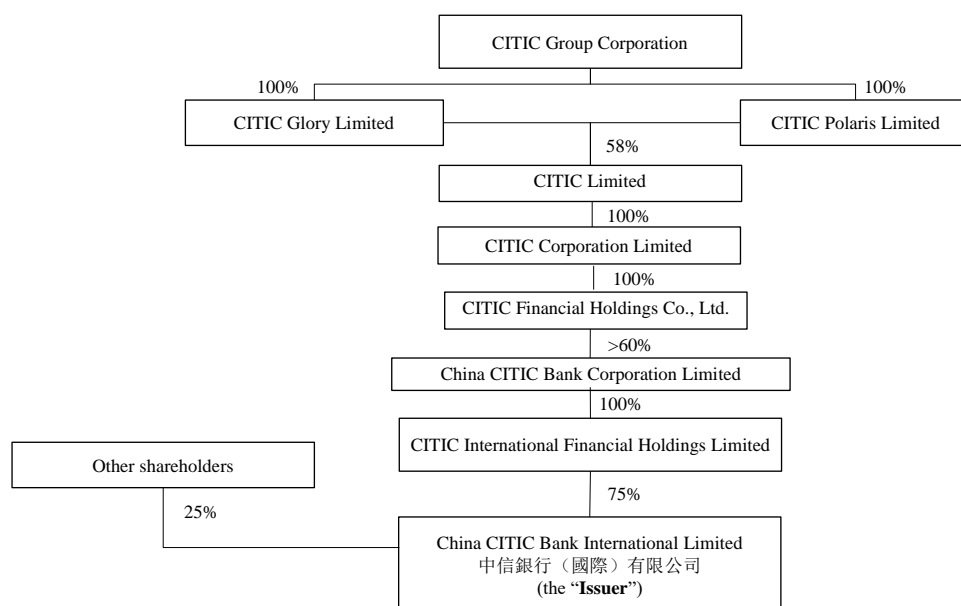 CITIC Group Corporation
100%
100%
CITIC Glory Limited
CITIC Polaris Limited
58%
CITIC Limited
100%
CITIC Corporation Limited
100%
CITIC Financial Holdings Co., Ltd.
>60%
China CITIC Bank Corporation Limited
100%
CITIC International Financial Holdings Limited
Other shareholders
75%
25%
China CITIC Bank International Limited
中信銀行（國際）有限公司
(the “Issuer”)